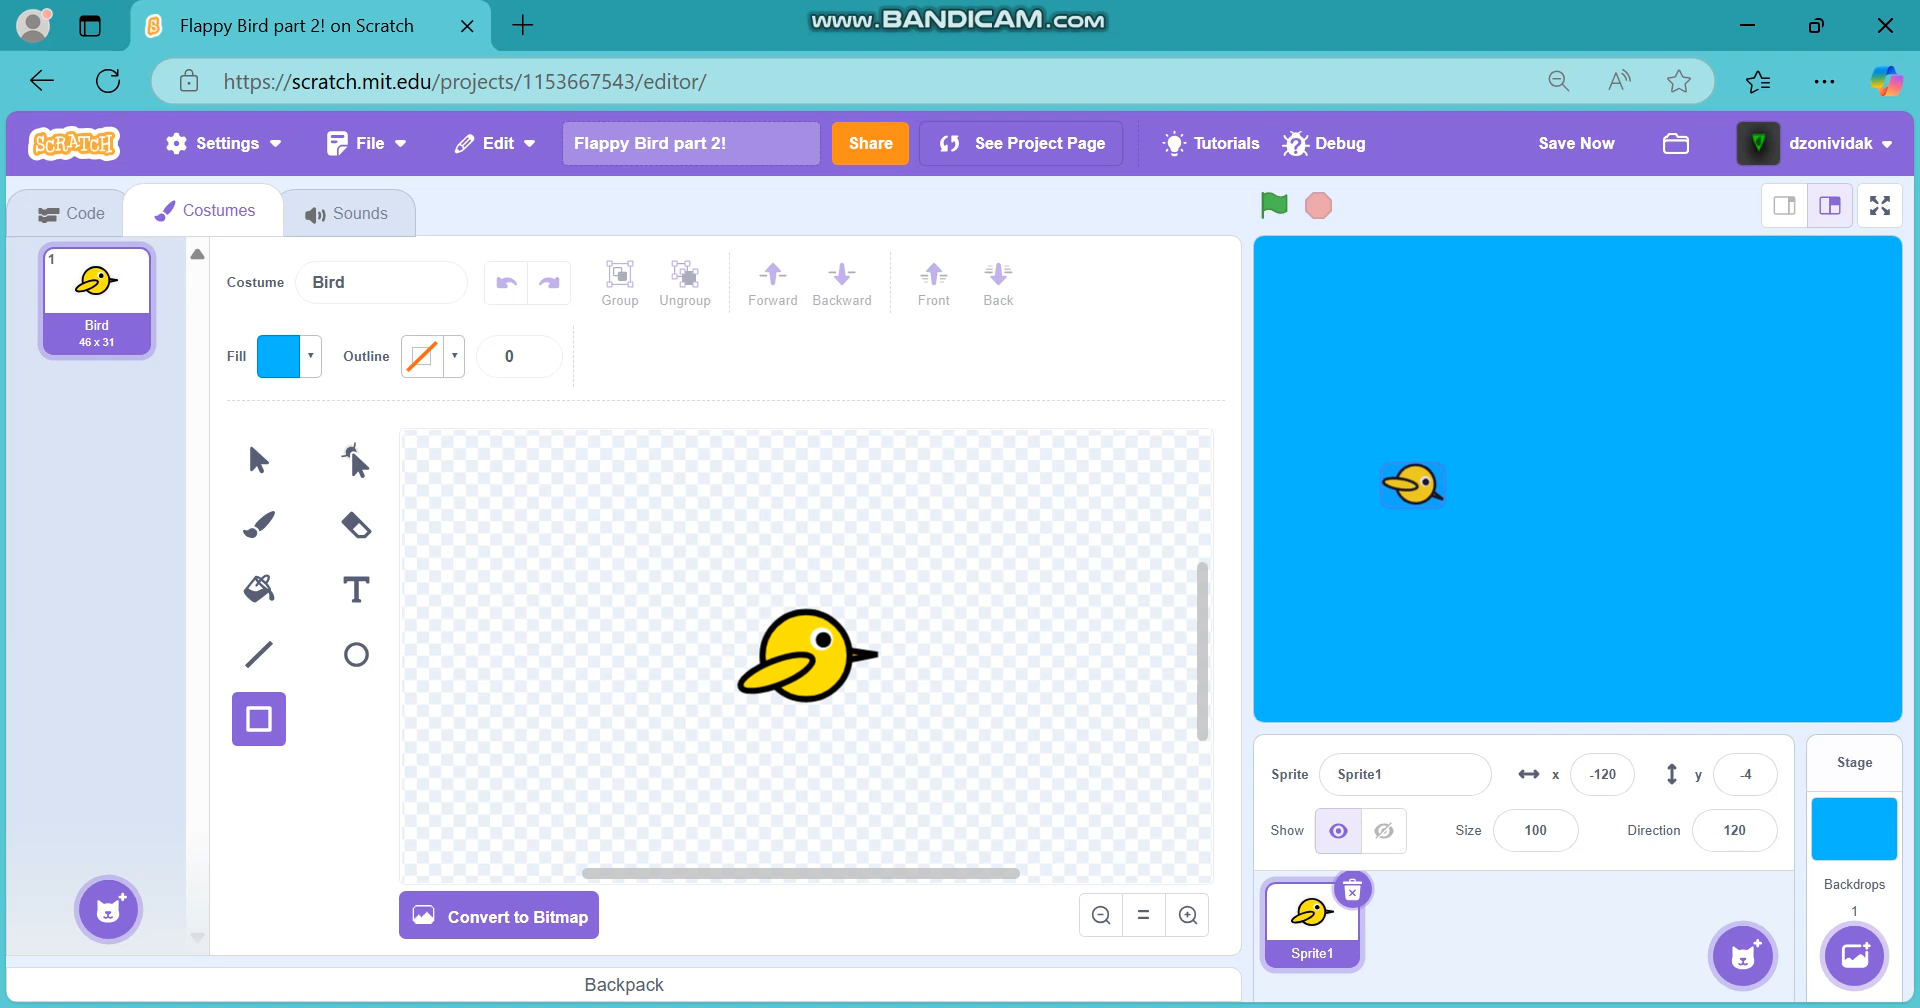 Flappy Bird part 2! on Scratch
www.BANDICAM.com
https://scratch.mit.edu/projects/1153667543/editor/
SCRATCH
Settings
File
Edit
Flappy Bird part 2!
Share
See Project Page
Tutorials
Debug
Save Now
dzonividak
Code
Costumes
Sounds
1
Bird
46 x 31
Costume
Bird
Group
Ungroup
Forward
Backward
Front
Back
Fill
Outline
0
T
Convert to Bitmap
Backpack
Sprite
Sprite1
x
-120
y
-4
Show
Size
100
Direction
120
Sprite1
Stage
Backdrops
1